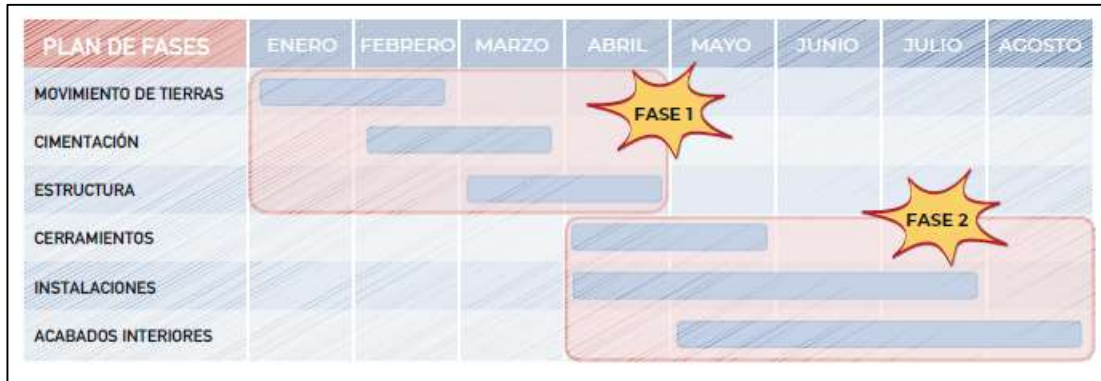 PLAN DE FASES ENERO FEBRERO MARZO ABRIL MAYO JUNIO JULIO AGOSTO
MOVIMIENTO DE TIERRAS
FASE 1
CIMENTACIÓN
ESTRUCTURA
FASE 2
CERRAMIENTOS
INSTALACIONES
ACABADOS INTERIORES